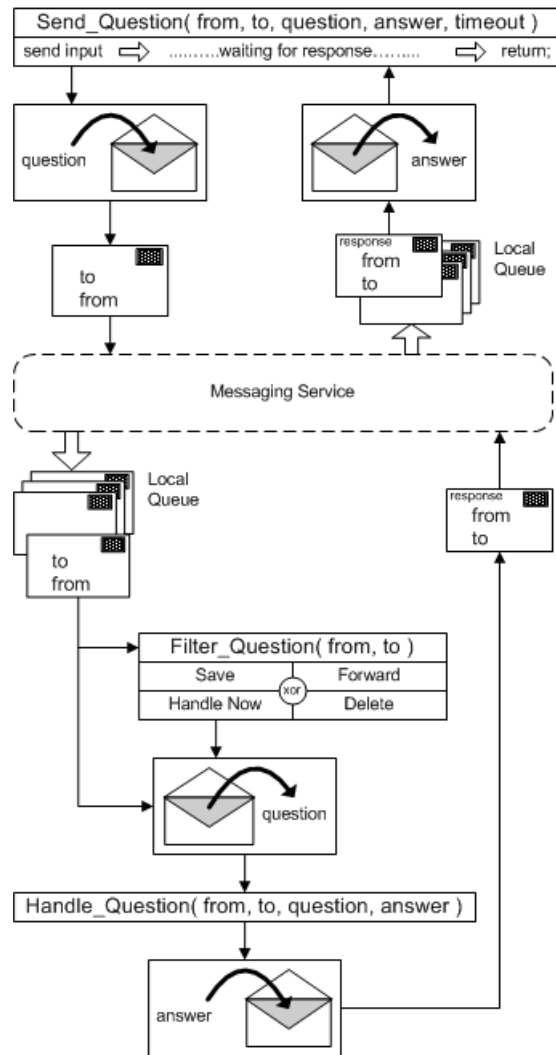 Send_Question( from, to, question, answer, timeout )
send input ..........waiting for response......... return;
question
answer
to
from
response
from
to
Local
Queue
Messaging Service
Local
Queue
to
from
response
from
to
Filter_Question( from, to )
Save
Forward
xor
Handle Now
Delete
question
Handle_Question( from, to, question, answer )
answer